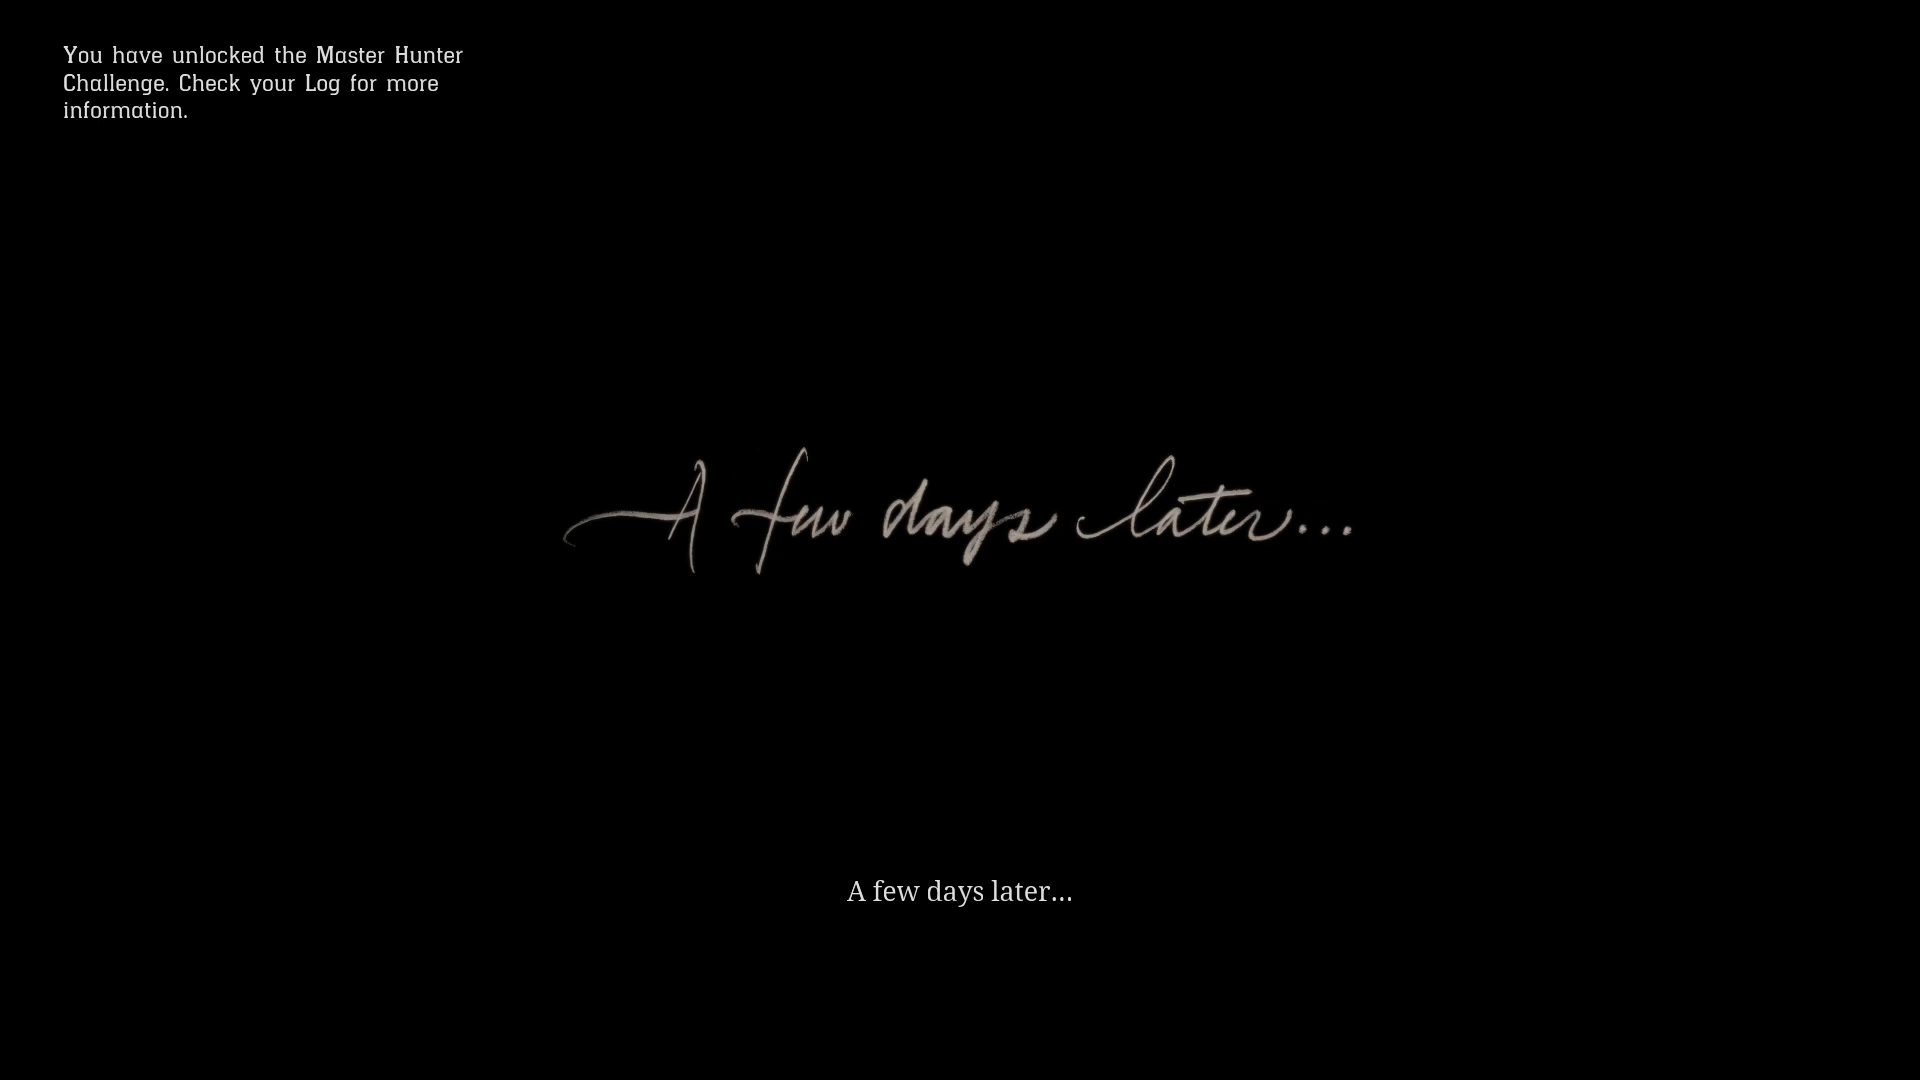 You have unlocked the Master Hunter
Challenge. Check your Log for more
information.
A few days later...
A few days later...